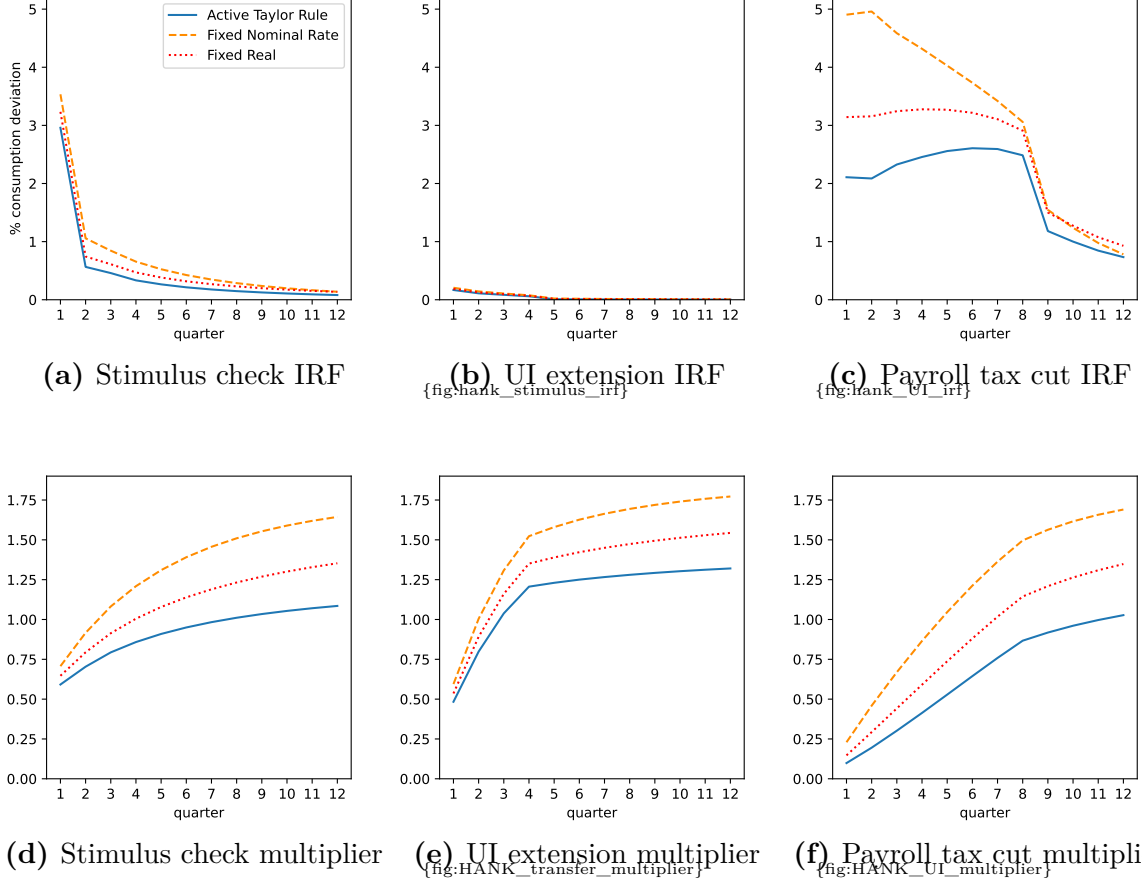 5 5 5
Active Taylor Rule
Fixed Nominal Rate
Fixed Real
4 4 4
3 3 3
2 2 2
1 1 1
0 0 0
% consumption deviation
1 2 3 4 5 6 7 8 9 10 11 12 1 2 3 4 5 6 7 8 9 10 11 12 1 2 3 4 5 6 7 8 9 10 11 12
quarter quarter quarter
(a) Stimulus check IRF (b) UI extension IRF (c) Payroll tax cut IRF
{fig:hank_stimulus_irf} {fig:hank_UI_irf}
1.75 1.75 1.75
1.50 1.50 1.50
1.25 1.25 1.25
1.00 1.00 1.00
0.75 0.75 0.75
0.50 0.50 0.50
0.25 0.25 0.25
0.00 0.00 0.00
1 2 3 4 5 6 7 8 9 10 11 12 1 2 3 4 5 6 7 8 9 10 11 12 1 2 3 4 5 6 7 8 9 10 11 12
quarter quarter quarter
(d) Stimulus check multiplier (e) UI extension multiplier (f) Payroll tax cut multipli
{fig:HANK_transfer_multiplier} {fig:HANK_UI_multiplier}